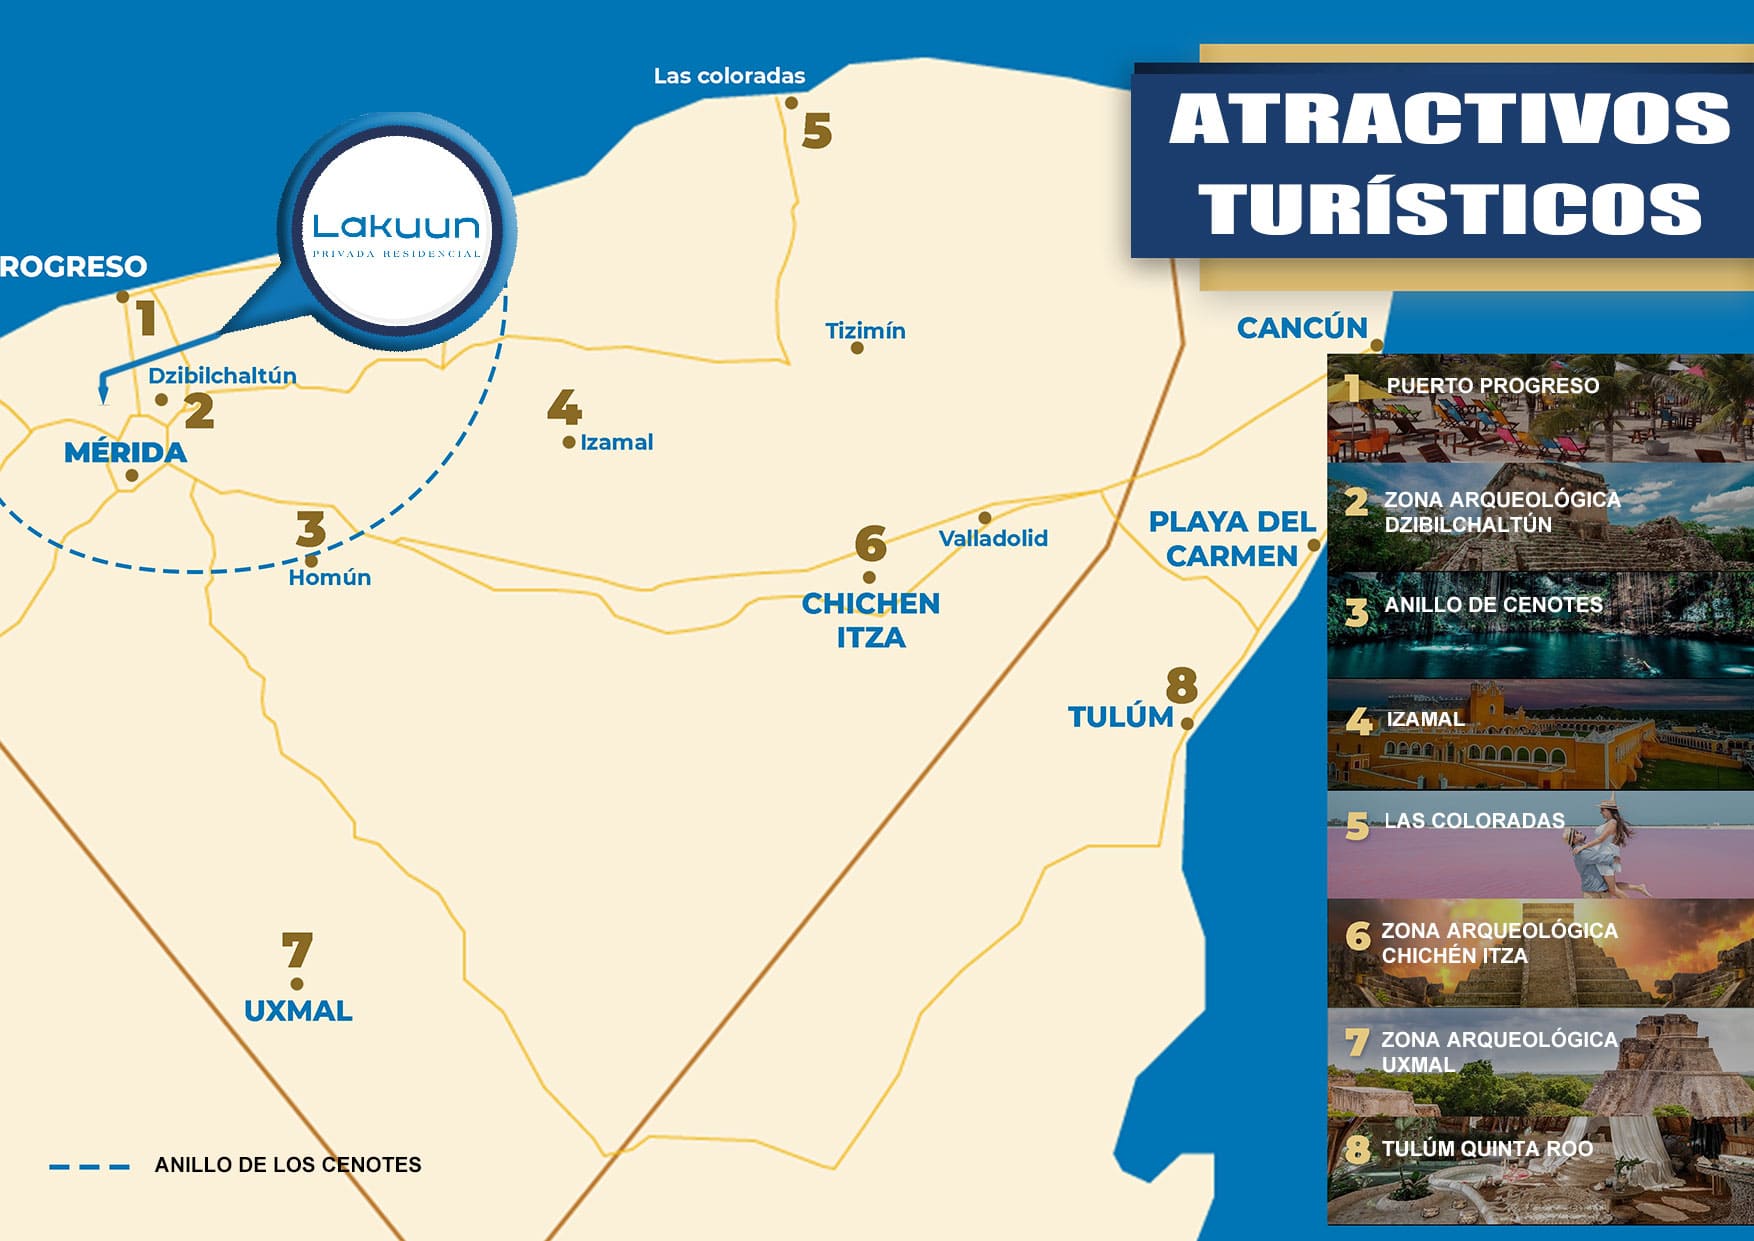 ATRACTIVOS
TURÍSTICOS
Las coloradas
5
Lakuun
PRIVADA RESIDENCIAL
ROGRESO
1
Dzibilchaltún
2
MÉRIDA
Tizimín
CANCÚN
4
Izamal
3
Homún
6
CHICHEN
ITZA
Valladolid
PLAYA DEL
CARMEN
8
TULÚM
7
UXMAL
ANILLO DE LOS CENOTES
1 PUERTO PROGRESO
2 ZONA ARQUEOLÓGICA
DZIBILCHALTÚN
3 ANILLO DE CENOTES
4 IZAMAL
5 LAS COLORADAS
6 ZONA ARQUEOLÓGICA
CHICHÉN ITZA
7 ZONA ARQUEOLÓGICA
UXMAL
8 TULÚM QUINTA ROO